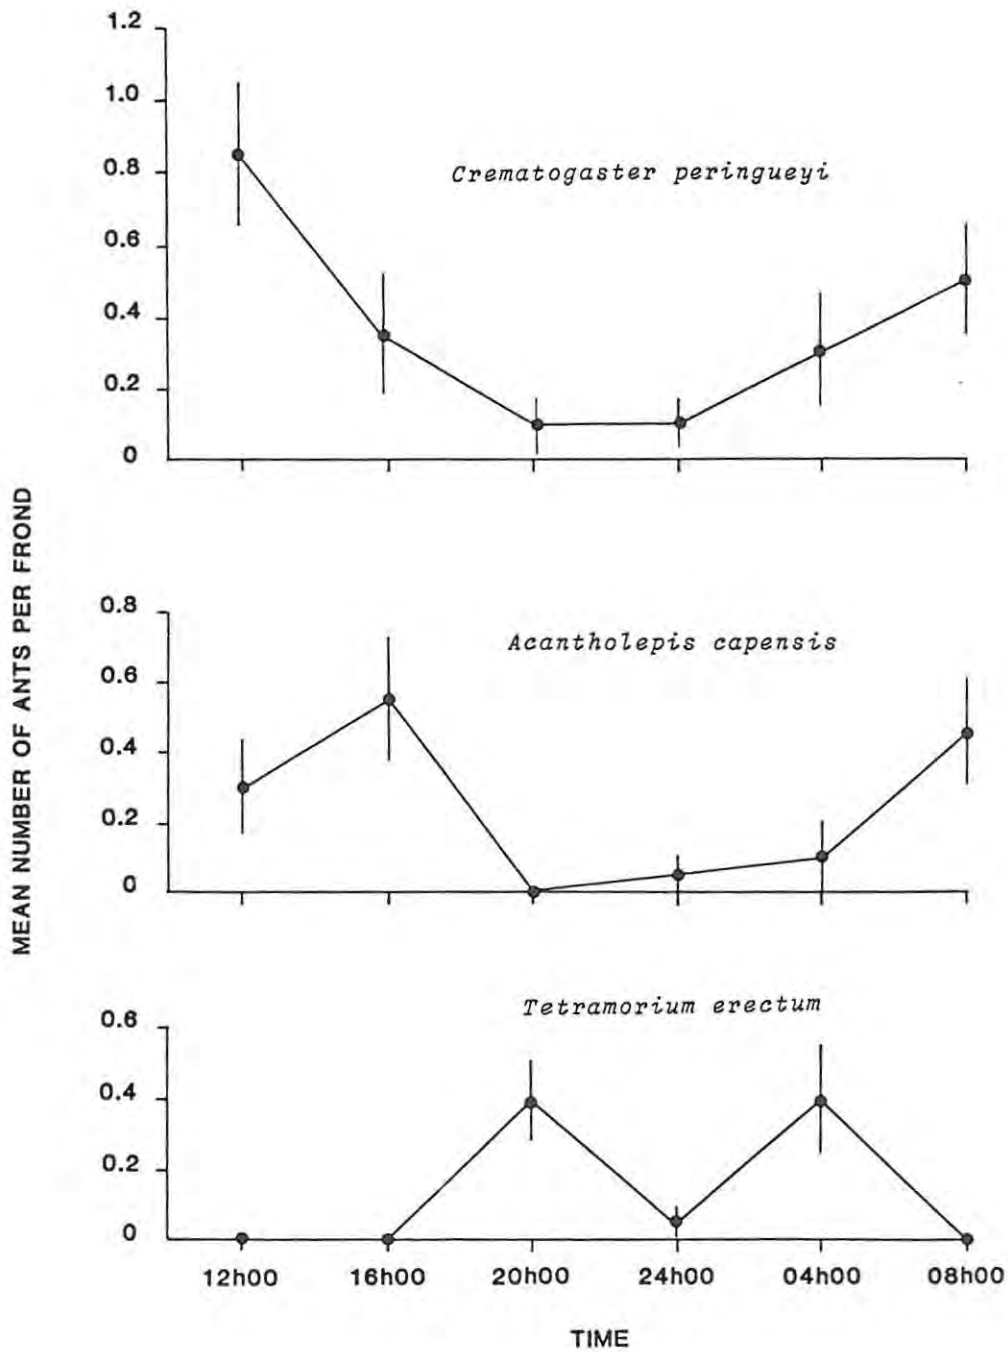 MEAN NUMBER OF ANTS PER FROND
1.2
1.0
0.8
0.6
0.4
0.2
0
Crematogaster peringueyi
0.8
0.6
0.4
0.2
0
Acantholepis capensis
0.6
0.4
0.2
0
Tetramorium erectum
12h00 16h00 20h00 24h00 04h00 08h00
TIME